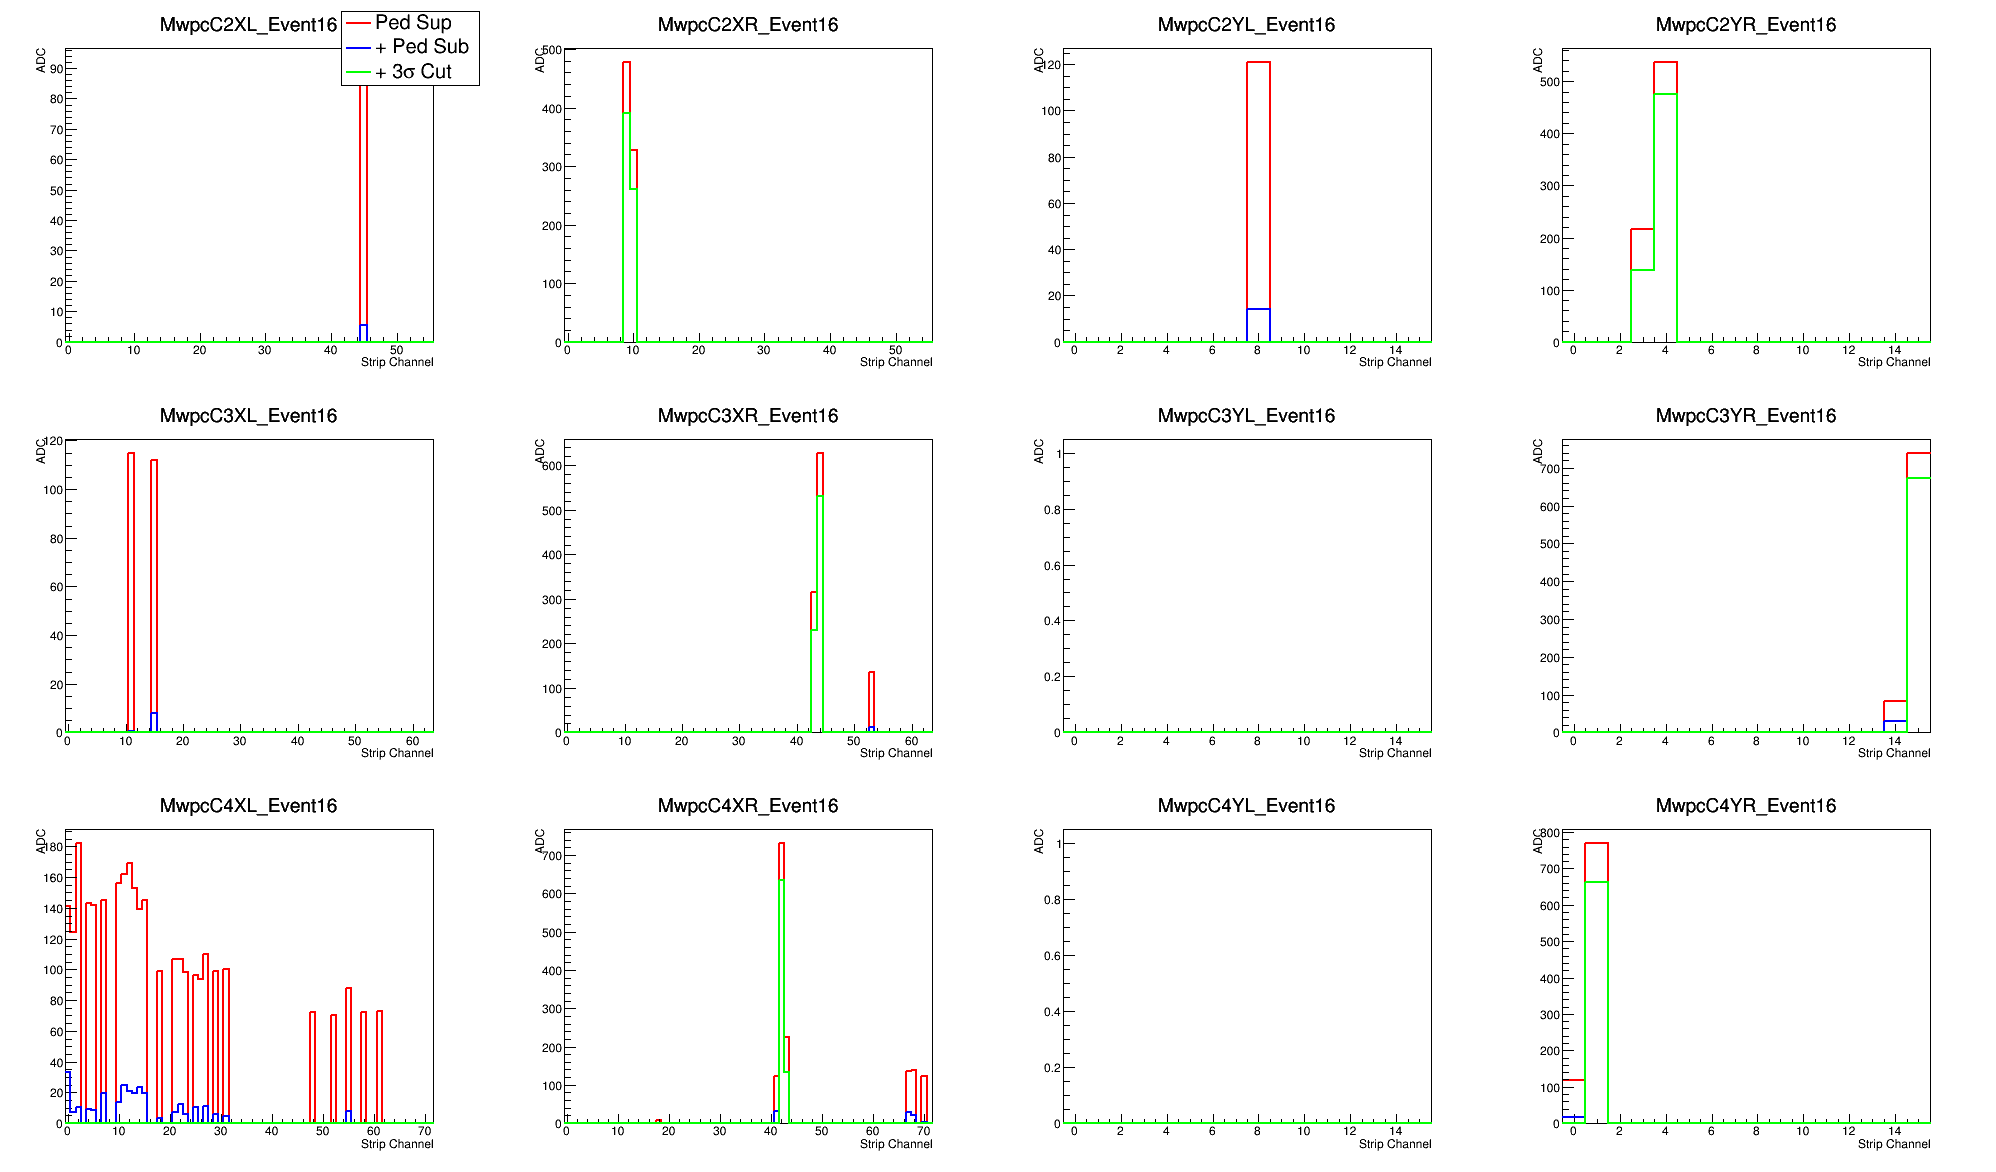 MwpcC2XL_Event16
Ped Sup
+ Ped Sub
+ 3σ Cut
ADC
90
80
70
60
50
40
30
20
10
0
0 10 20 30 40 50
Strip Channel
MwpcC2XR_Event16
ADC
500
400
300
200
100
0
0 10 20 30 40 50
Strip Channel
MwpcC2YL_Event16
ADC
120
100
80
60
40
20
0
0 2 4 6 8 10 12 14
Strip Channel
MwpcC2YR_Event16
ADC
500
400
300
200
100
0
0 2 4 6 8 10 12 14
Strip Channel
MwpcC3XL_Event16
ADC
120
100
80
60
40
20
0
0 10 20 30 40 50 60
Strip Channel
MwpcC3XR_Event16
ADC
600
500
400
300
200
100
0
0 10 20 30 40 50 60
Strip Channel
MwpcC3YL_Event16
ADC
1
0.8
0.6
0.4
0.2
0
0 2 4 6 8 10 12 14
Strip Channel
MwpcC3YR_Event16
ADC
700
600
500
400
300
200
100
0
0 2 4 6 8 10 12 14
Strip Channel
MwpcC4XL_Event16
ADC
180
160
140
120
100
80
60
40
20
0
0 10 20 30 40 50 60 70
Strip Channel
MwpcC4XR_Event16
ADC
700
600
500
400
300
200
100
0
0 10 20 30 40 50 60 70
Strip Channel
MwpcC4YL_Event16
ADC
1
0.8
0.6
0.4
0.2
0
0 2 4 6 8 10 12 14
Strip Channel
MwpcC4YR_Event16
ADC
800
700
600
500
400
300
200
100
0
0 2 4 6 8 10 12 14
Strip Channel